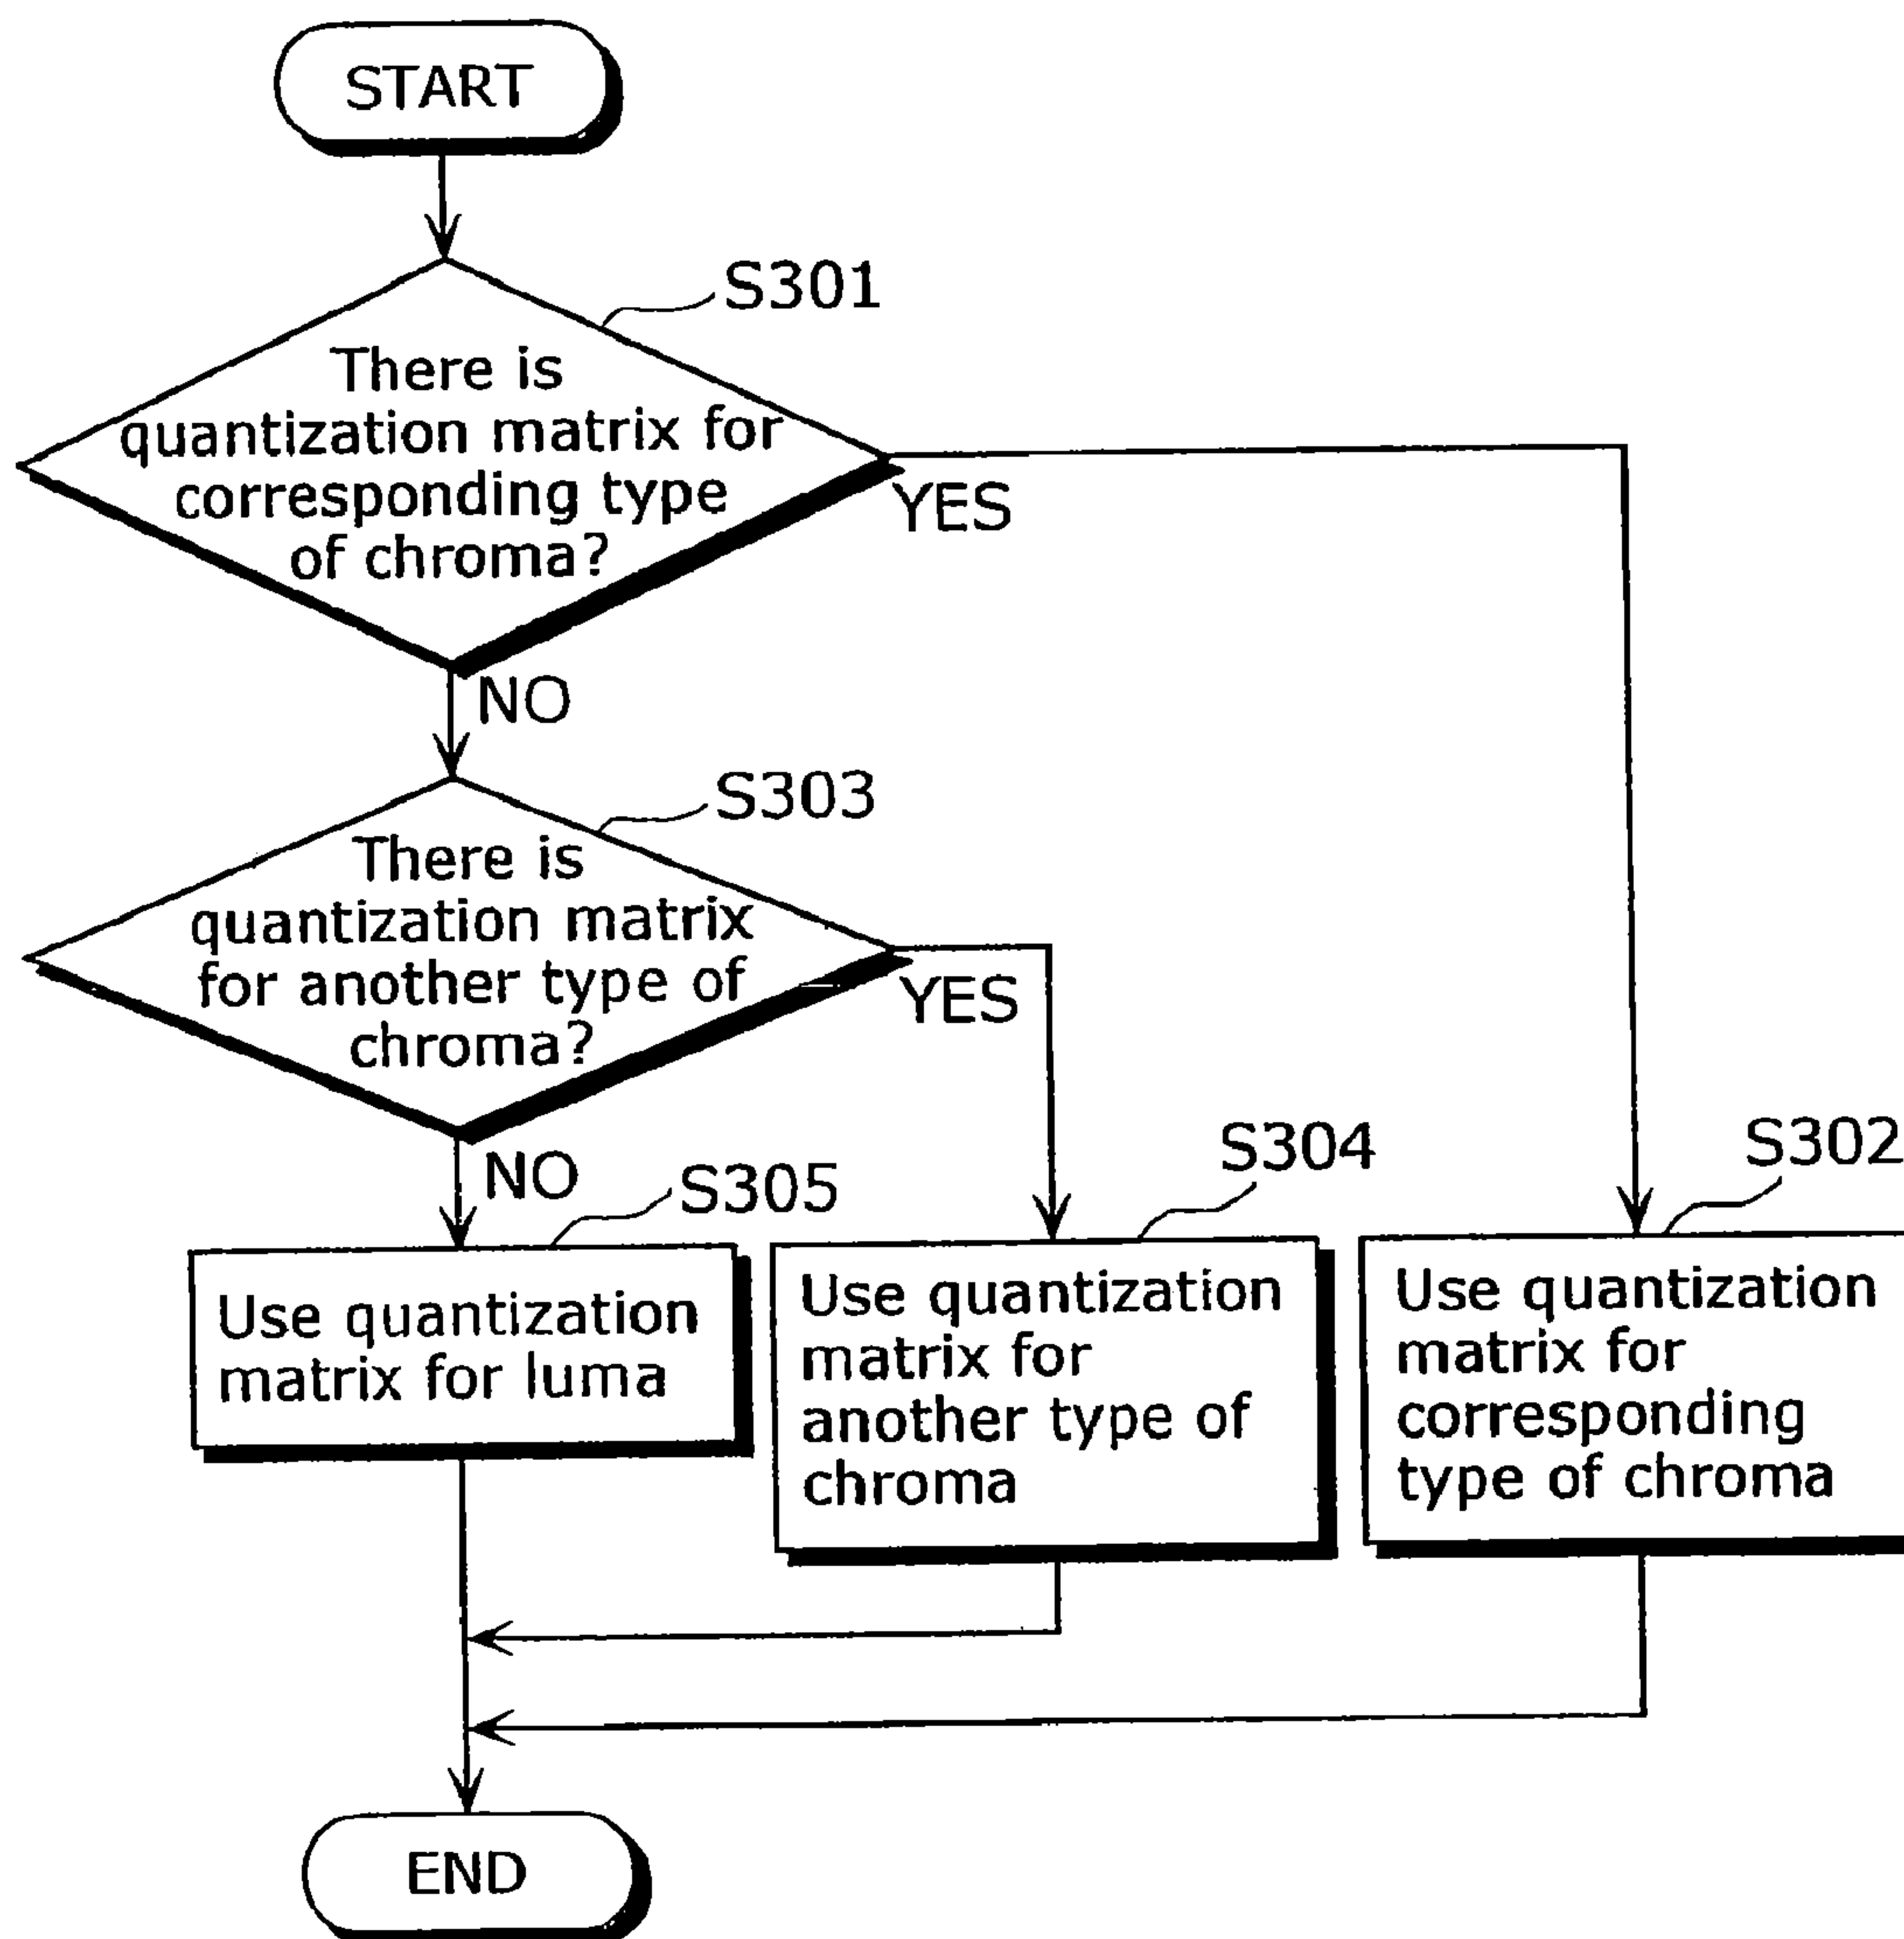 START
S301
There is
quantization matrix for
corresponding type
of chroma?
YES
NO
S303
There is
quantization matrix
for another type of
chroma?
YES
NO
S305
S304
S302
Use quantization
matrix for luma
Use quantization
matrix for
another type of
chroma
Use quantization
matrix for
corresponding
type of chroma
END